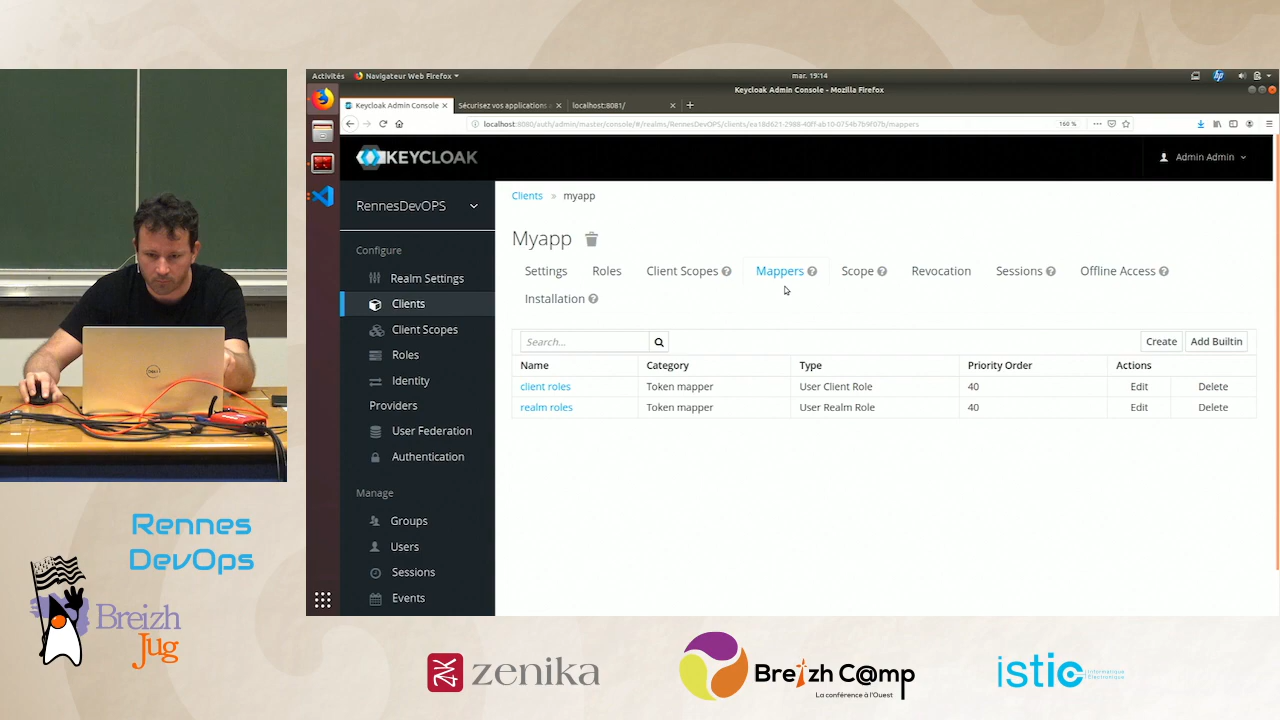 Activités
Navigateur Web Firefox
mar. 19:14
Keycloak Admin Console - Mozilla Firefox
Keycloak Admin Console
Sécurisez vos applications
localhost:8081/
160 %
KEYCLOAK
Admin Admin
RennesDevOPS
Configure
Realm Settings
Clients
Client Scopes
Roles
Identity
Providers
User Federation
Authentication
Manage
Groups
Users
Sessions
Events
Clients » myapp
Myapp
Settings Roles Client Scopes Mappers Scope Revocation Sessions Offline Access
Installation
Search...
Create Add Builtin
Name Category Type Priority Order Actions
client roles Token mapper User Client Role 40 Edit Delete
realm roles Token mapper User Realm Role 40 Edit Delete
DELL
Rennes
DevOps
Breizh
Jug
zenika
BreIzh C@mp
La conférence à l'Ouest
istic
Informatique
Électronique